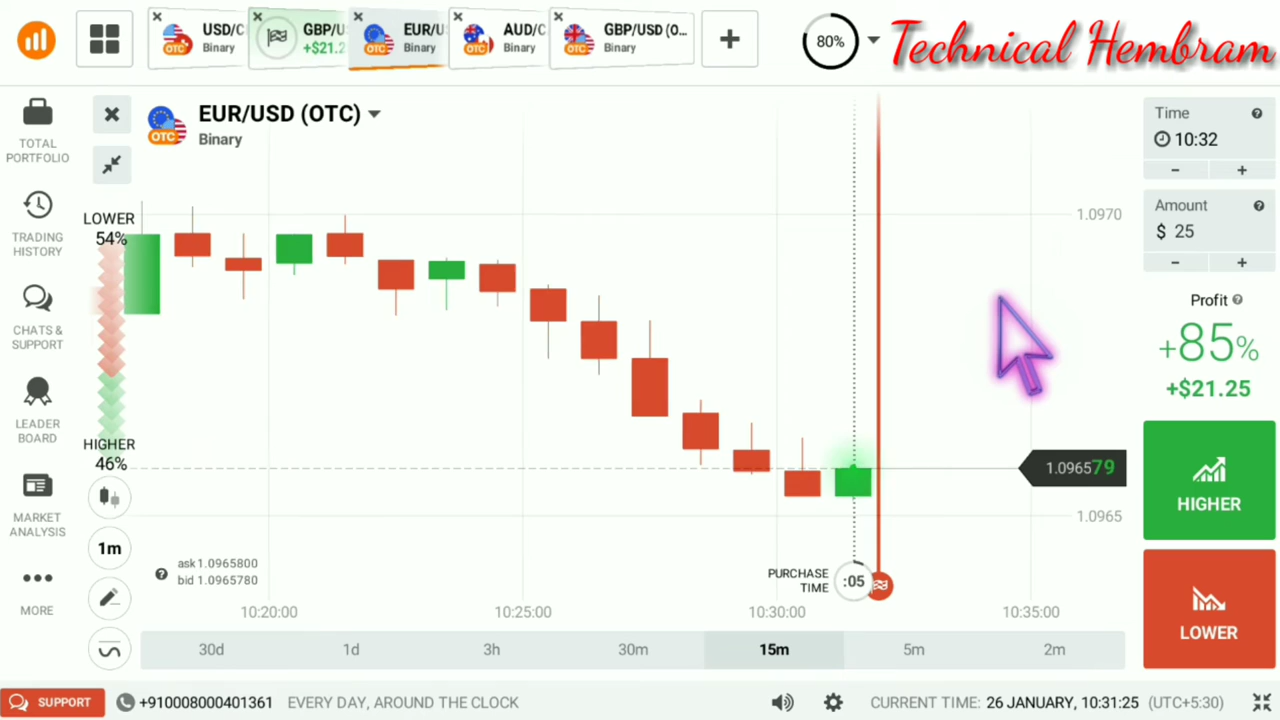 USD/C
Binary
OTC
GBP/U
+$21.2
EUR/U
Binary
OTC
AUD/C
Binary
OTC
GBP/USD (O...
Binary
OTC
80%
Technical Hembram
TOTAL
PORTFOLIO
TRADING
HISTORY
CHATS &
SUPPORT
LEADER
BOARD
MARKET
ANALYSIS
MORE
EUR/USD (OTC)
Binary
OTC
LOWER
54%
HIGHER
46%
1m
ask 1.0965800
bid 1.0965780
PURCHASE
TIME
:05
1.0970
1.096579
1.0965
10:20:00
10:25:00
10:30:00
10:35:00
30d
1d
3h
30m
15m
5m
2m
Time
10:32
- +
Amount
$ 25
- +
Profit
+85%
+$21.25
HIGHER
LOWER
SUPPORT
+910008000401361
EVERY DAY, AROUND THE CLOCK
CURRENT TIME: 26 JANUARY, 10:31:25 (UTC+5:30)